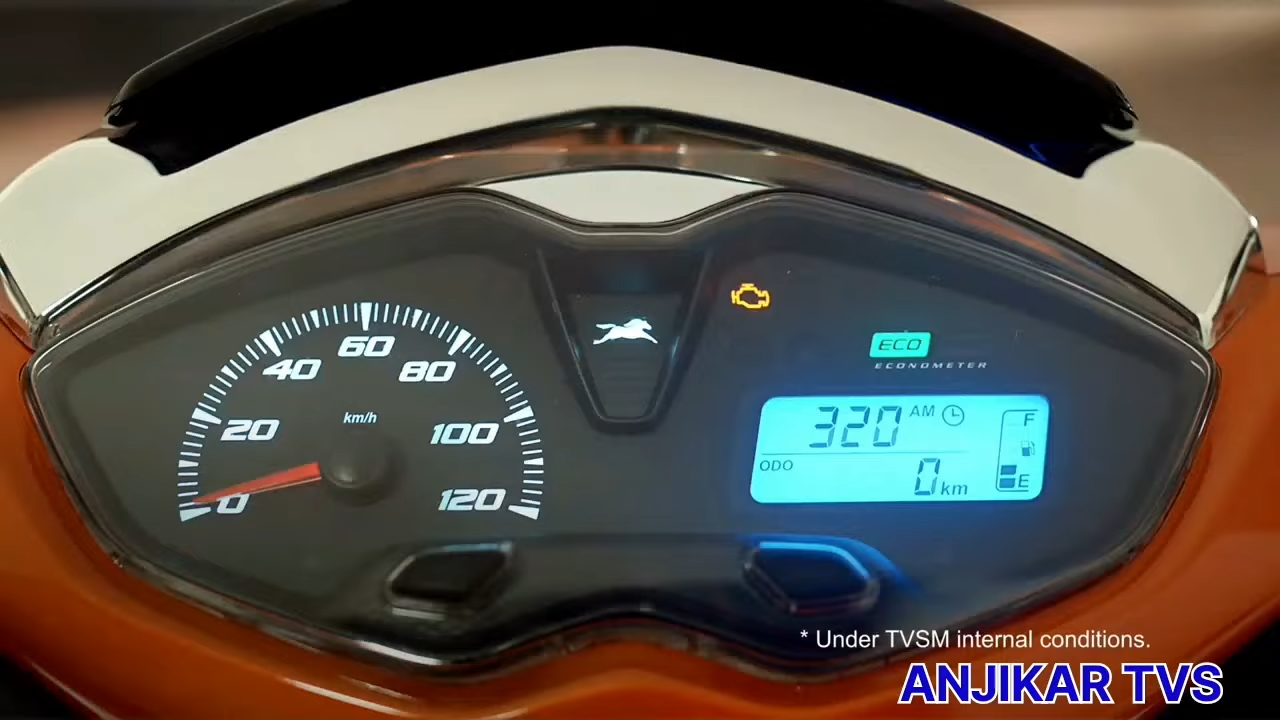 60
40
80
km/h
20
100
0
120
ECO
ECONOMETER
320 AM
F
ODO
0 km
E
* Under TVSM internal conditions.
ANJIKAR TVS